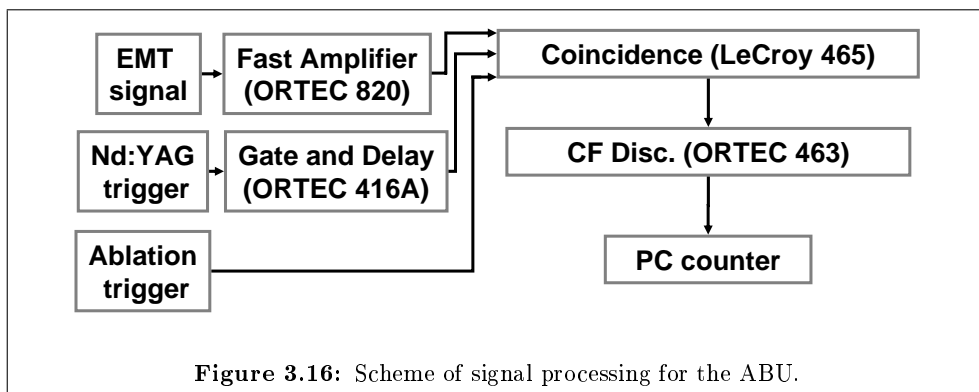 EMT
signal
Fast Amplifier
(ORTEC 820)
Coincidence (LeCroy 465)
Nd:YAG
trigger
Gate and Delay
(ORTEC 416A)
CF Disc. (ORTEC 463)
Ablation
trigger
PC counter
Figure 3.16: Scheme of signal processing for the ABU.